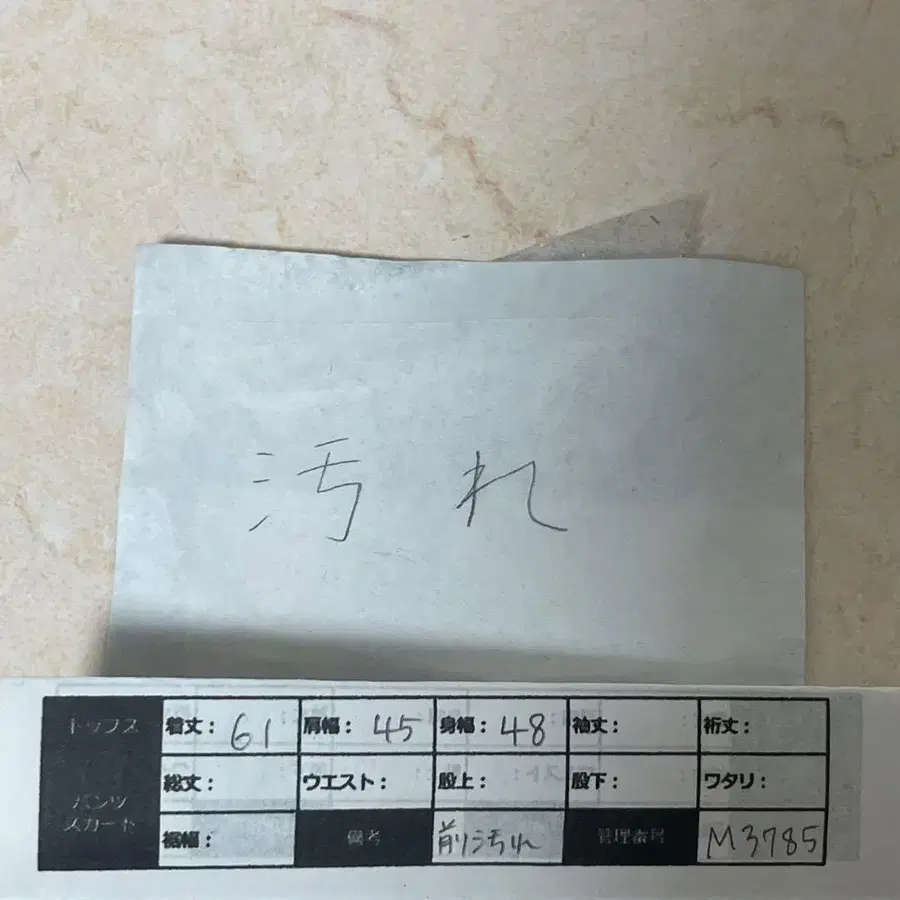 汚れ
トップス 着丈： 61 肩幅： 45 身幅： 48 袖丈： 裄丈：
パンツ スカート 総丈： ウエスト： 股上： 股下： ワタリ：
裾幅： 備考 前汚れ 管理番号 M3785